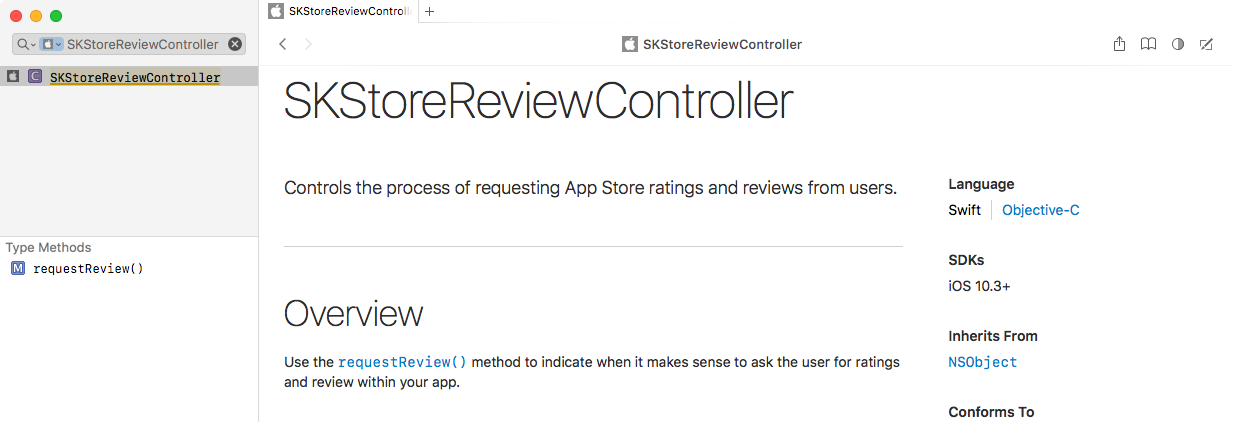 SKStoreReviewControll
SKStoreReviewController
SKStoreReviewController
C SKStoreReviewController
Type Methods
M requestReview()
SKStoreReviewController
Controls the process of requesting App Store ratings and reviews from users.
Overview
Use the requestReview() method to indicate when it makes sense to ask the user for ratings
and review within your app.
Language
Swift Objective-C
SDKs
iOS 10.3+
Inherits From
NSObject
Conforms To